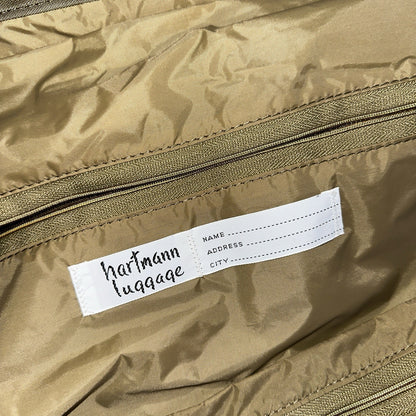 hartmann
luggage
NAME
ADDRESS
CITY